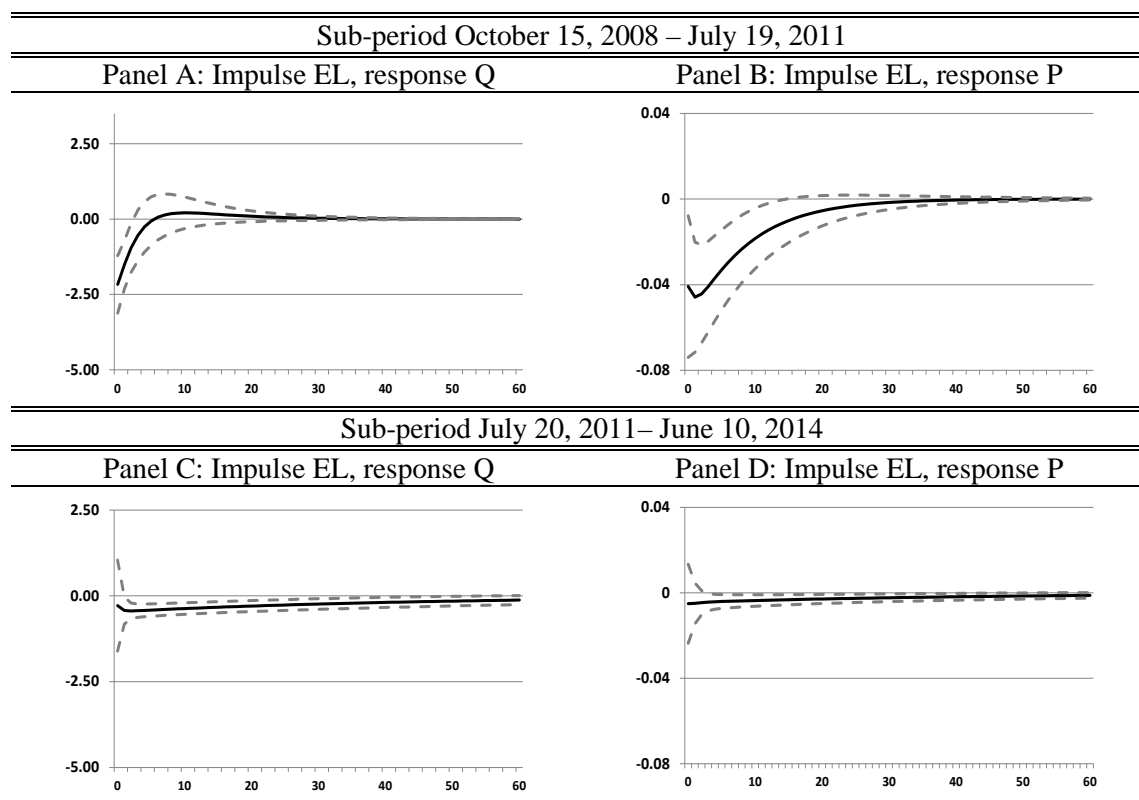 Sub-period October 15, 2008 – July 19, 2011
Panel A: Impulse EL, response Q
Panel B: Impulse EL, response P
2.50
0.00
-2.50
-5.00
0 10 20 30 40 50 60
0.04
0
-0.04
-0.08
0 10 20 30 40 50 60
Sub-period July 20, 2011– June 10, 2014
Panel C: Impulse EL, response Q
Panel D: Impulse EL, response P
2.50
0.00
-2.50
-5.00
0 10 20 30 40 50 60
0.04
0
-0.04
-0.08
0 10 20 30 40 50 60